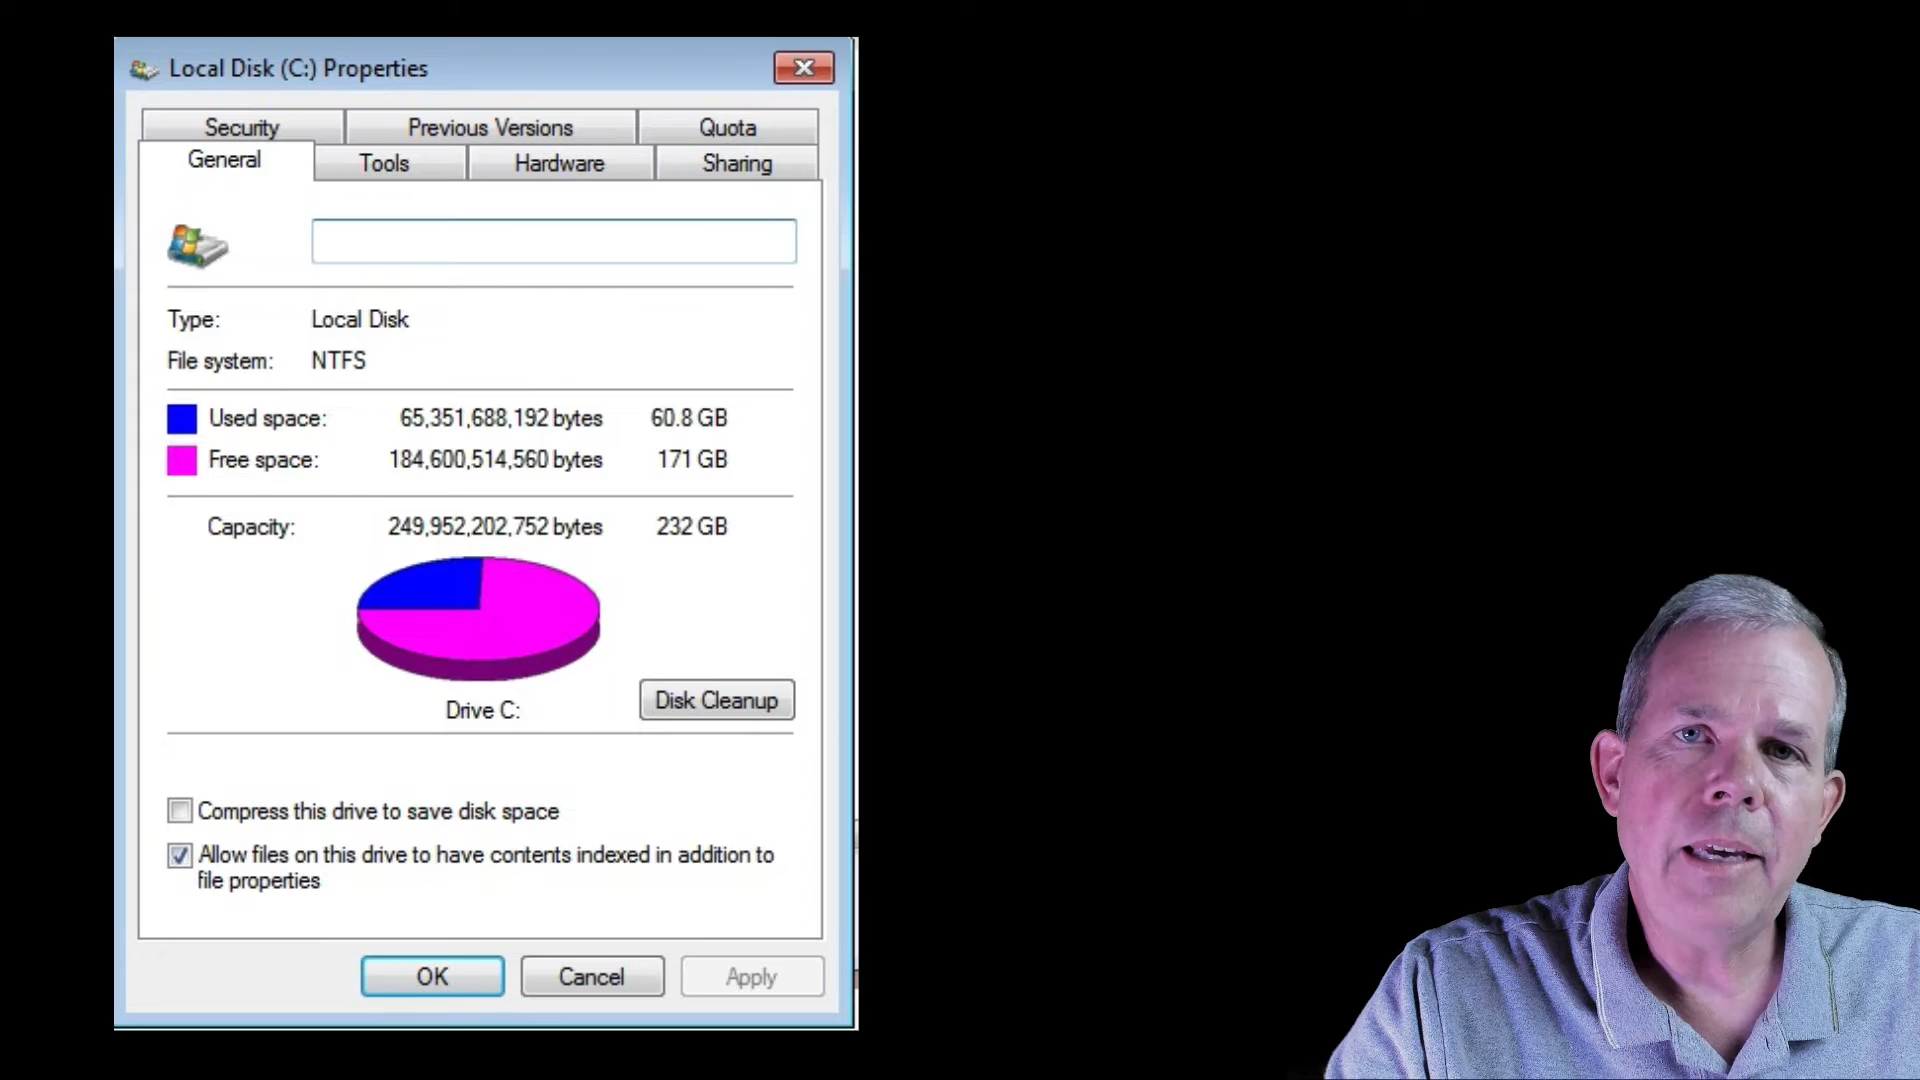 Local Disk (C:) Properties
Security Previous Versions Quota
General Tools Hardware Sharing
Type: Local Disk
File system: NTFS
Used space: 65,351,688,192 bytes 60.8 GB
Free space: 184,600,514,560 bytes 171 GB
Capacity: 249,952,202,752 bytes 232 GB
Drive C:
Disk Cleanup
Compress this drive to save disk space
Allow files on this drive to have contents indexed in addition to
file properties
OK Cancel Apply